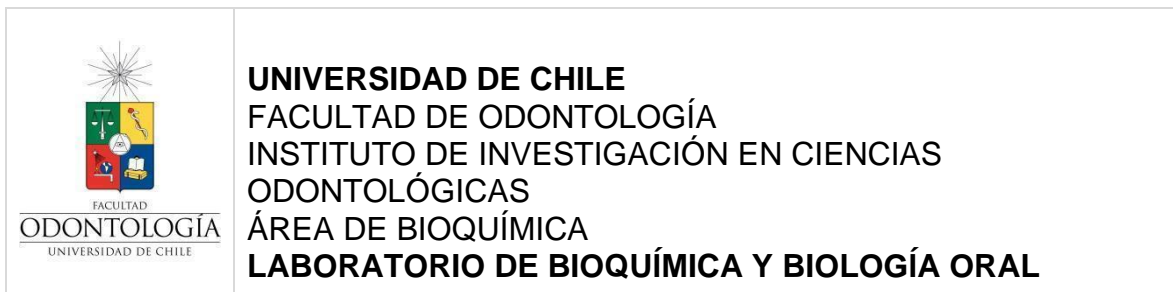 FACULTAD
ODONTOLOGÍA
UNIVERSIDAD DE CHILE
UNIVERSIDAD DE CHILE
FACULTAD DE ODONTOLOGÍA
INSTITUTO DE INVESTIGACIÓN EN CIENCIAS
ODONTOLÓGICAS
ÁREA DE BIOQUÍMICA
LABORATORIO DE BIOQUÍMICA Y BIOLOGÍA ORAL